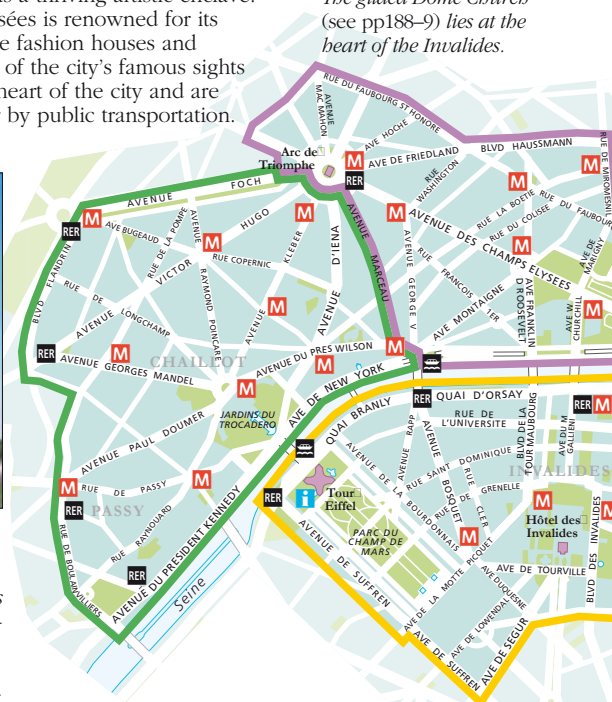 s a thriving artistic enclave.
sées is renowned for its
e fashion houses and
of the city's famous sights
heart of the city and are
by public transportation.
The gilded Dome Church
(see pp188–9) lies at the
heart of the Invalides.
RUE DU FAUBOURG ST HONORE
AVENUE
MAC MAHON
AVE HOCHE
AVE DE FRIEDLAND
BLVD HAUSSMANN
RUE DE MIROMESNIL
Arc de
Triomphe
M
RER
RUE
WASHINGTON
M
M
RUE LA BOETIE
RUE DU FAUBOU
RUE DU COLISEE
AVENUE FOCH
RER
M
AVE BUGEAUD
RUE DE LA POMPE
AVENUE
VICTOR
HUGO
M
M
M
AVENUE DES CHAMPS ELYSEES
M
AVE DE
MARIGNY
BLVD FLANDRIN
RUE COPERNIC
AVENUE
KLEBER
AVENUE
D'IENA
AVENUE
MARCEAU
AVENUE GEORGE V
RUE FRANCOIS 1ER
AVE MONTAIGNE
AVE FRANKLIN
D ROOSEVELT
AVE W.
CHURCHILL
M
RUE DE LONGCHAMP
AVENUE
RAYMOND POINCARE
M
RER
AVENUE GEORGES MANDEL
M
CHAILLOT
AVENUE DU PRES WILSON
M
M
M
JARDINS DU
TROCADERO
AVE DE NEW YORK
QUAI BRANLY
RER
QUAI D'ORSAY
RUE DE
L'UNIVERSITE
BLVD DE LA
TOUR MAUBOURG
AVE DU M
GALLIENI
RER
M
AVENUE PAUL DOUMER
AVENUE RAPP
AVENUE
BOSQUET
RUE SAINT DOMINIQUE
INVALIDES
M
RUE DE PASSY
M
RER
PASSY
RER
i
Tour
Eiffel
AVENUE DE LA BOURDONNAIS
RUE DE GRENELLE
RUE
CLER
M
M
M
Hôtel des
Invalides
BLVD DES INVALIDES
RUE RAYNOUARD
AVENUE DU PRESIDENT KENNEDY
PARC DU
CHAMP DE
MARS
AVENUE DE SUFFREN
AVE DE LA MOTTE PICQUET
AVE DE TOURVILLE
AVE DUQUESNE
RER
RUE DE BOULAINVILLIERS
Seine
AVE DE LOWENDAL
AVE DE SUFFREN
AVE DE SEGUR
s